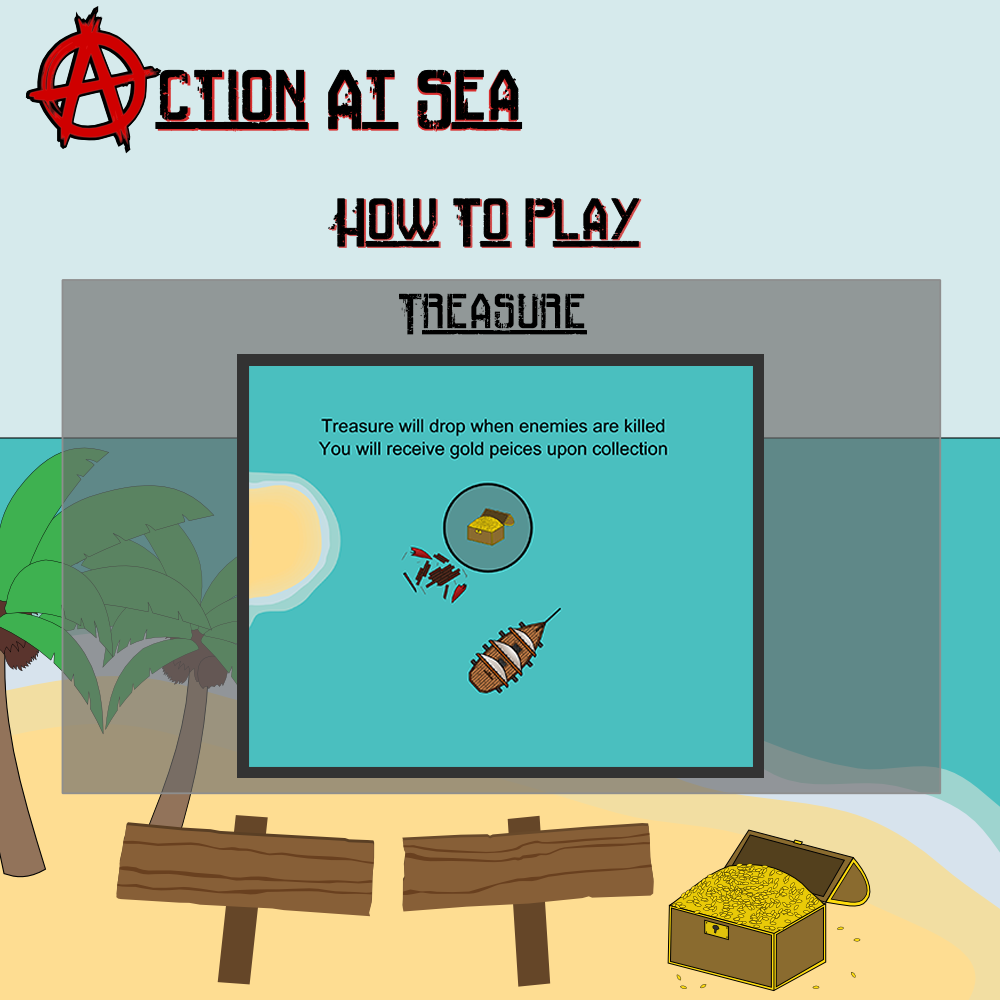 Action At Sea
How To Play
Treasure
Treasure will drop when enemies are killed
You will receive gold peices upon collection